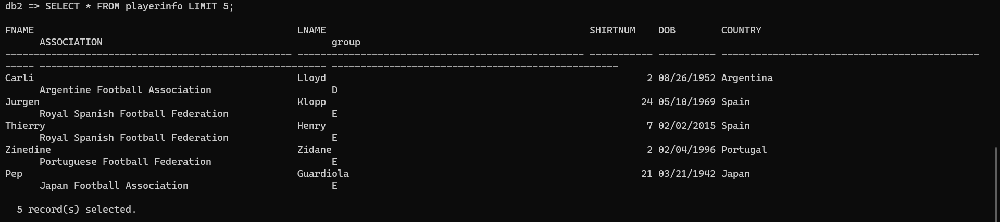 db2 => SELECT * FROM playerinfo LIMIT 5;
FNAME LNAME SHIRTNUM DOB COUNTRY
ASSOCIATION group
-------------------------------------------------- -------------------------------------------------- ----------- ---------- ---------------------------------------------
----- -------------------------------------------------- --------------------------------------------------
Carli Lloyd 2 08/26/1952 Argentina
Argentine Football Association D
Jurgen Klopp 24 05/10/1969 Spain
Royal Spanish Football Federation E
Thierry Henry 7 02/02/2015 Spain
Royal Spanish Football Federation E
Zinedine Zidane 2 02/04/1996 Portugal
Portuguese Football Federation E
Pep Guardiola 21 03/21/1942 Japan
Japan Football Association E
5 record(s) selected.